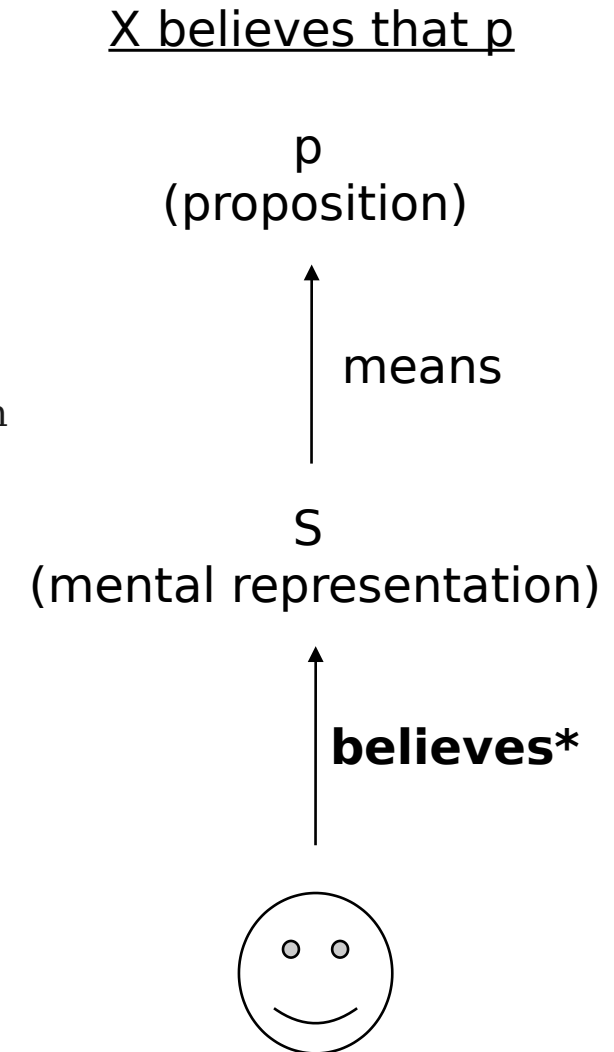 X believes that p
p
(proposition)
means
S
(mental representation)
believes*